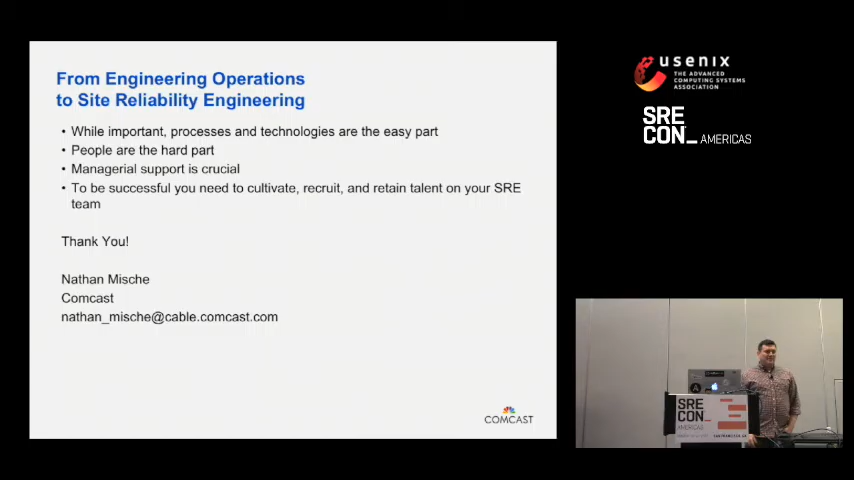 From Engineering Operations
to Site Reliability Engineering
• While important, processes and technologies are the easy part
• People are the hard part
• Managerial support is crucial
• To be successful you need to cultivate, recruit, and retain talent on your SRE
team
Thank You!
Nathan Mische
Comcast
nathan_mische@cable.comcast.com
COMCAST
usenix
THE ADVANCED
COMPUTING SYSTEMS
ASSOCIATION
SRE
CON_ AMERICAS
SRE
CON_
AMERICAS